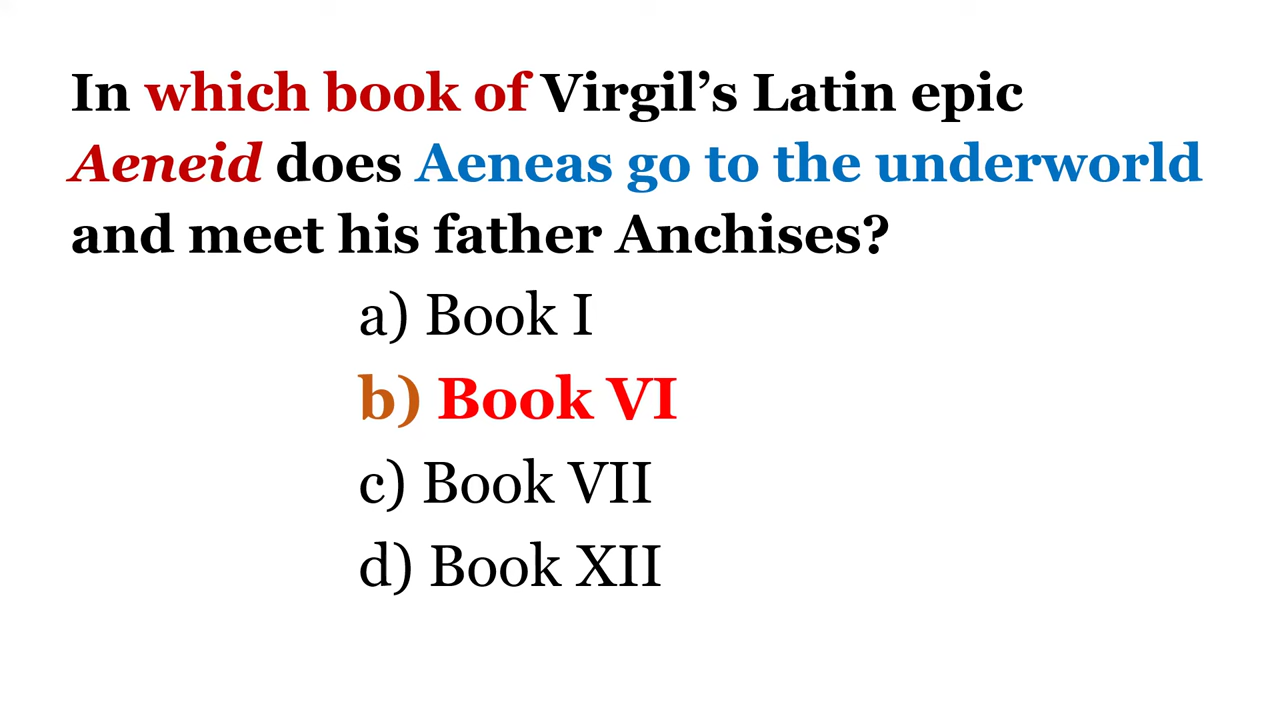 In which book of Virgil’s Latin epic
Aeneid does Aeneas go to the underworld
and meet his father Anchises?
a) Book I
b) Book VI
c) Book VII
d) Book XII